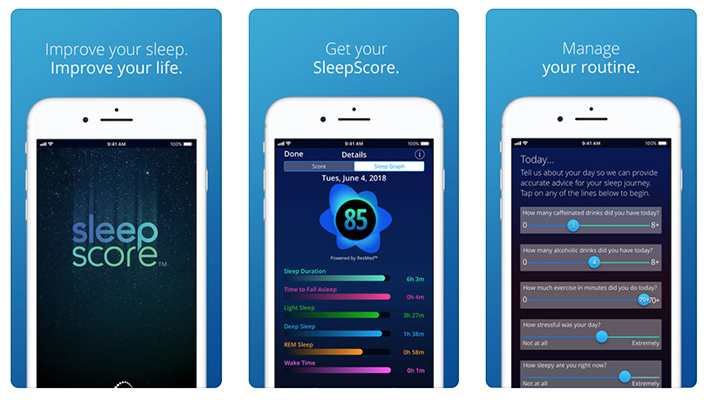 Improve your sleep.
Improve your life.
9:41 AM
100%
sleep
score™
Get your
SleepScore.
9:41 AM
100%
Done
Details
i
Score
Sleep Graph
Tues, June 4, 2018
85
Powered by ResMed™
Sleep Duration
6h 3m
Time to Fall Asleep
0h 4m
Light Sleep
3h 27m
Deep Sleep
1h 38m
REM Sleep
0h 58m
Wake Time
0h 1m
Manage
your routine.
9:41 AM
100%
Today...
Tell us about your day so we can provide
accurate advice for your sleep journey.
Tap on any of the lines below to begin.
How many caffeinated drinks did you have today?
0
3
8+
How many alcoholic drinks did you have today?
0
4
8+
How much exercise in minutes did you do today?
0
70+
How stressful was your day?
Not at all
Extremely
How sleepy are you right now?
Not at all
Extremely